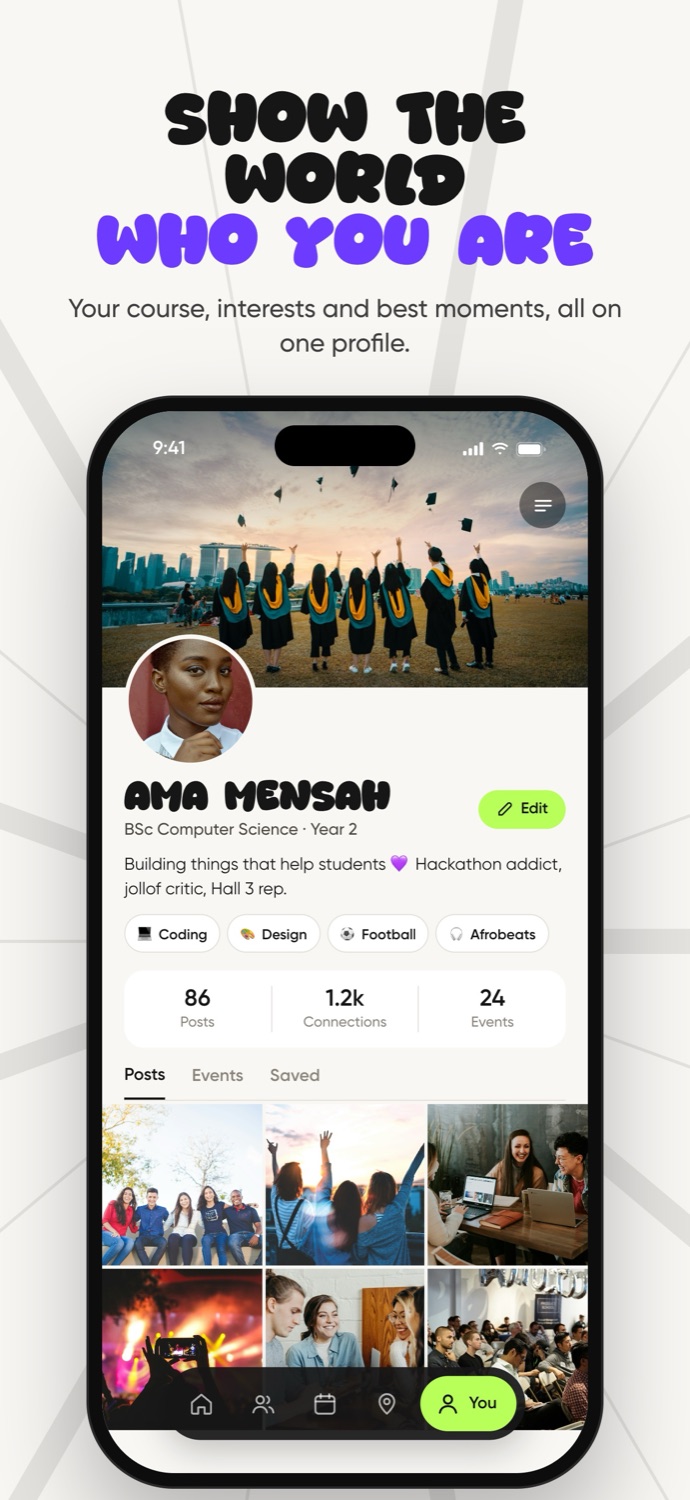 SHOW THE
WORLD
WHO YOU ARE
Your course, interests and best moments, all on
one profile.
9:41
AMA MENSAH
Edit
BSc Computer Science · Year 2
Building things that help students 💜 Hackathon addict,
jollof critic, Hall 3 rep.
💻 Coding
🎨 Design
⚽ Football
🎧 Afrobeats
86
1.2k
24
Posts
Connections
Events
Posts
Events
Saved
You